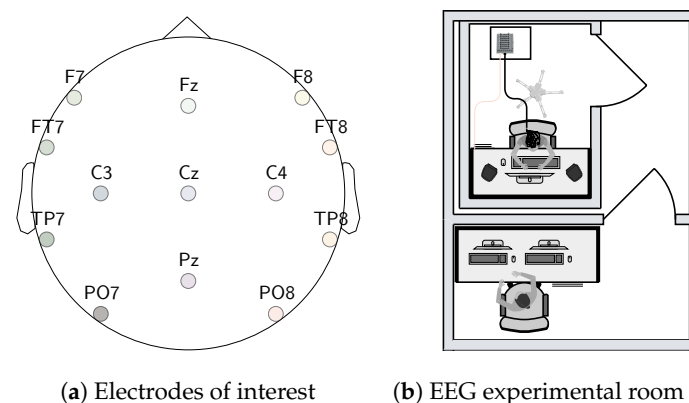 F7 Fz F8
FT7 FT8
C3 Cz C4
TP7 TP8
Pz
PO7 PO8
(a) Electrodes of interest (b) EEG experimental room